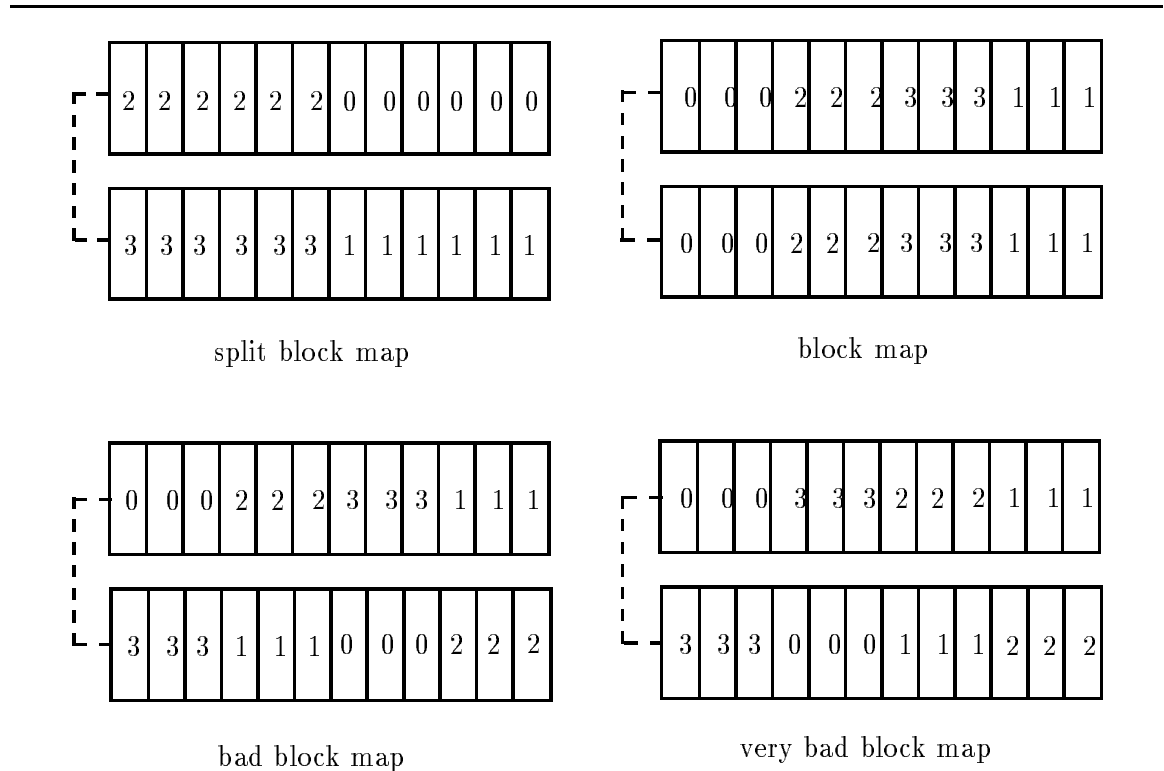 2 2 2 2 2 2 0 0 0 0 0 0
3 3 3 3 3 3 1 1 1 1 1 1
split block map
0 0 0 2 2 2 3 3 3 1 1 1
0 0 0 2 2 2 3 3 3 1 1 1
block map
0 0 0 2 2 2 3 3 3 1 1 1
3 3 3 1 1 1 0 0 0 2 2 2
bad block map
0 0 0 3 3 3 2 2 2 1 1 1
3 3 3 0 0 0 1 1 1 2 2 2
very bad block map